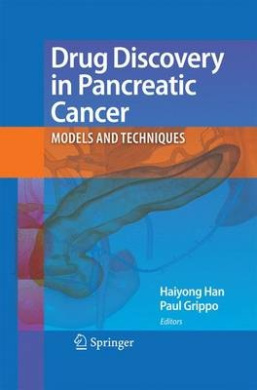 Drug Discovery
in Pancreatic
Cancer
MODELS AND TECHNIQUES
Haiyong Han
Paul Grippo
Editors
Springer